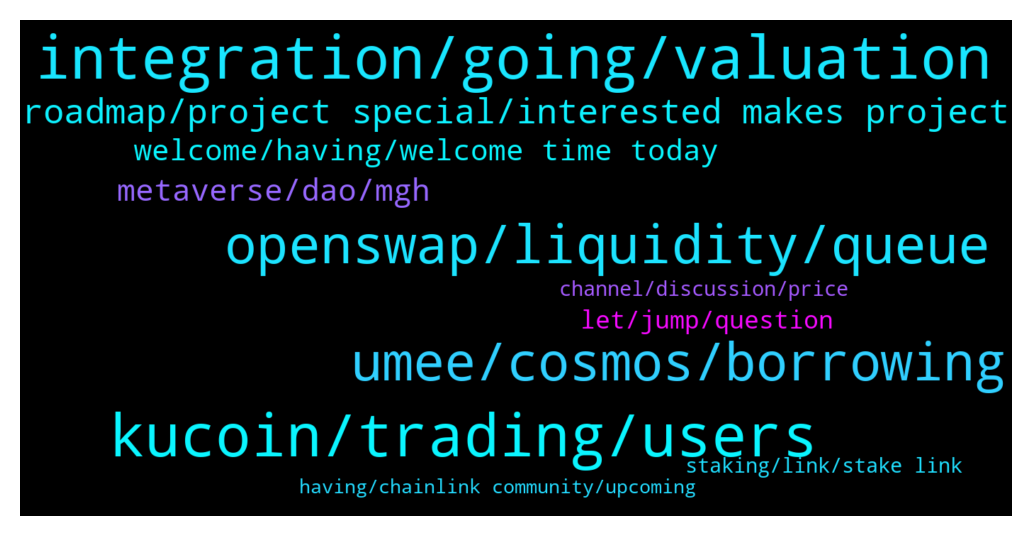 integration/going/valuation
roadmap/project special/interested makes project
welcome/having/welcome time today
metaverse/dao/mgh
openswap/liquidity/queue
channel/discussion/price
let/jump/question
umee/cosmos/borrowing
kucoin/trading/users
staking/link/stake link
having/chainlink community/upcoming